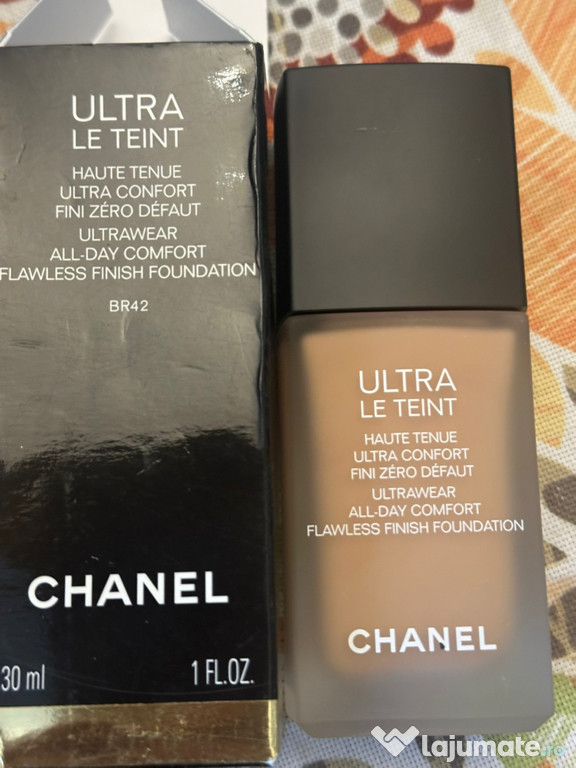 ULTRA
LE TEINT
HAUTE TENUE
ULTRA CONFORT
FINI ZÉRO DÉFAUT
ULTRAWEAR
ALL-DAY COMFORT
FLAWLESS FINISH FOUNDATION
BR42
CHANEL
30 ml
1 FL.OZ.
ULTRA
LE TEINT
HAUTE TENUE
ULTRA CONFORT
FINI ZÉRO DÉFAUT
ULTRAWEAR
ALL-DAY COMFORT
FLAWLESS FINISH FOUNDATION
CHANEL
lajumate.ro